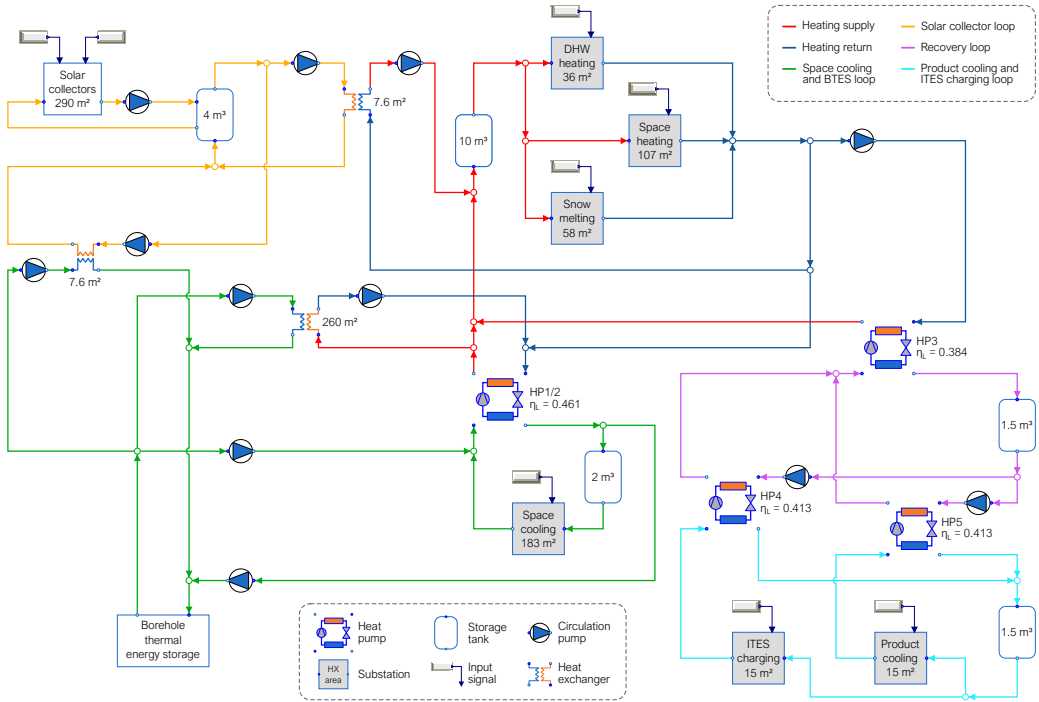 Solar
collectors
290 m²
4 m³
7.6 m²
10 m³
DHW
heating
36 m²
Space
heating
107 m²
Snow
melting
58 m²
Heating supply
Heating return
Space cooling
and BTES loop
Solar collector loop
Recovery loop
Product cooling and
ITES charging loop
7.6 m²
260 m²
HP1/2
ηL = 0.461
HP3
ηL = 0.384
1.5 m³
2 m³
Space
cooling
183 m²
HP4
ηL = 0.413
HP5
ηL = 0.413
Borehole
thermal
energy storage
ITES
charging
15 m²
Product
cooling
15 m²
1.5 m³
Heat
pump
Storage
tank
Circulation
pump
HX
area
Substation
Input
signal
Heat
exchanger